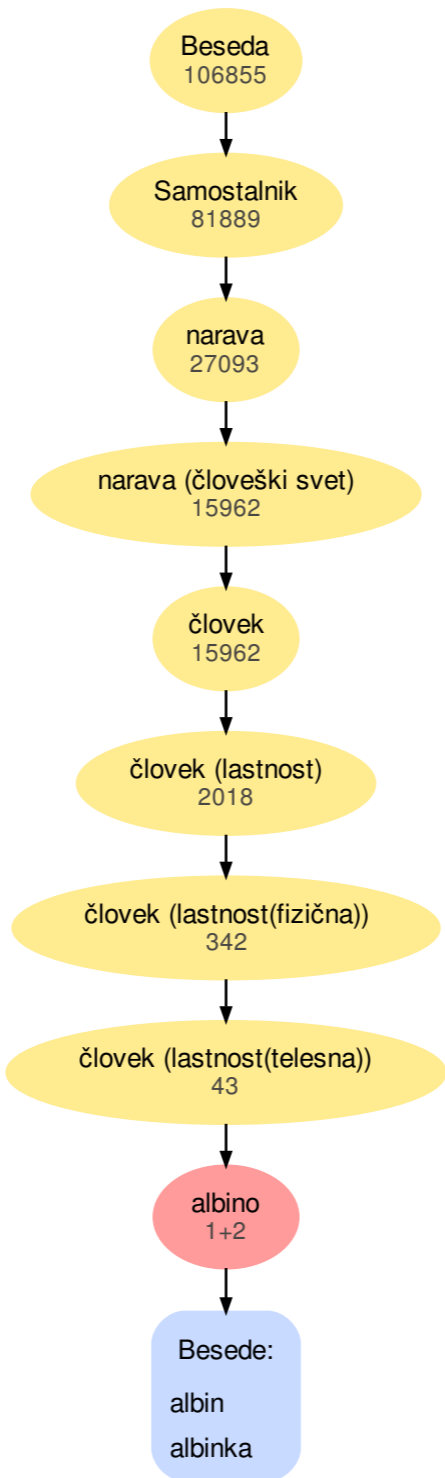 Beseda
106855
Samostalnik
81889
narava
27093
narava (človeški svet)
15962
človek
15962
človek (lastnost)
2018
človek (lastnost(fizična))
342
človek (lastnost(telesna))
43
albino
1+2
Besede:
albin
albinka